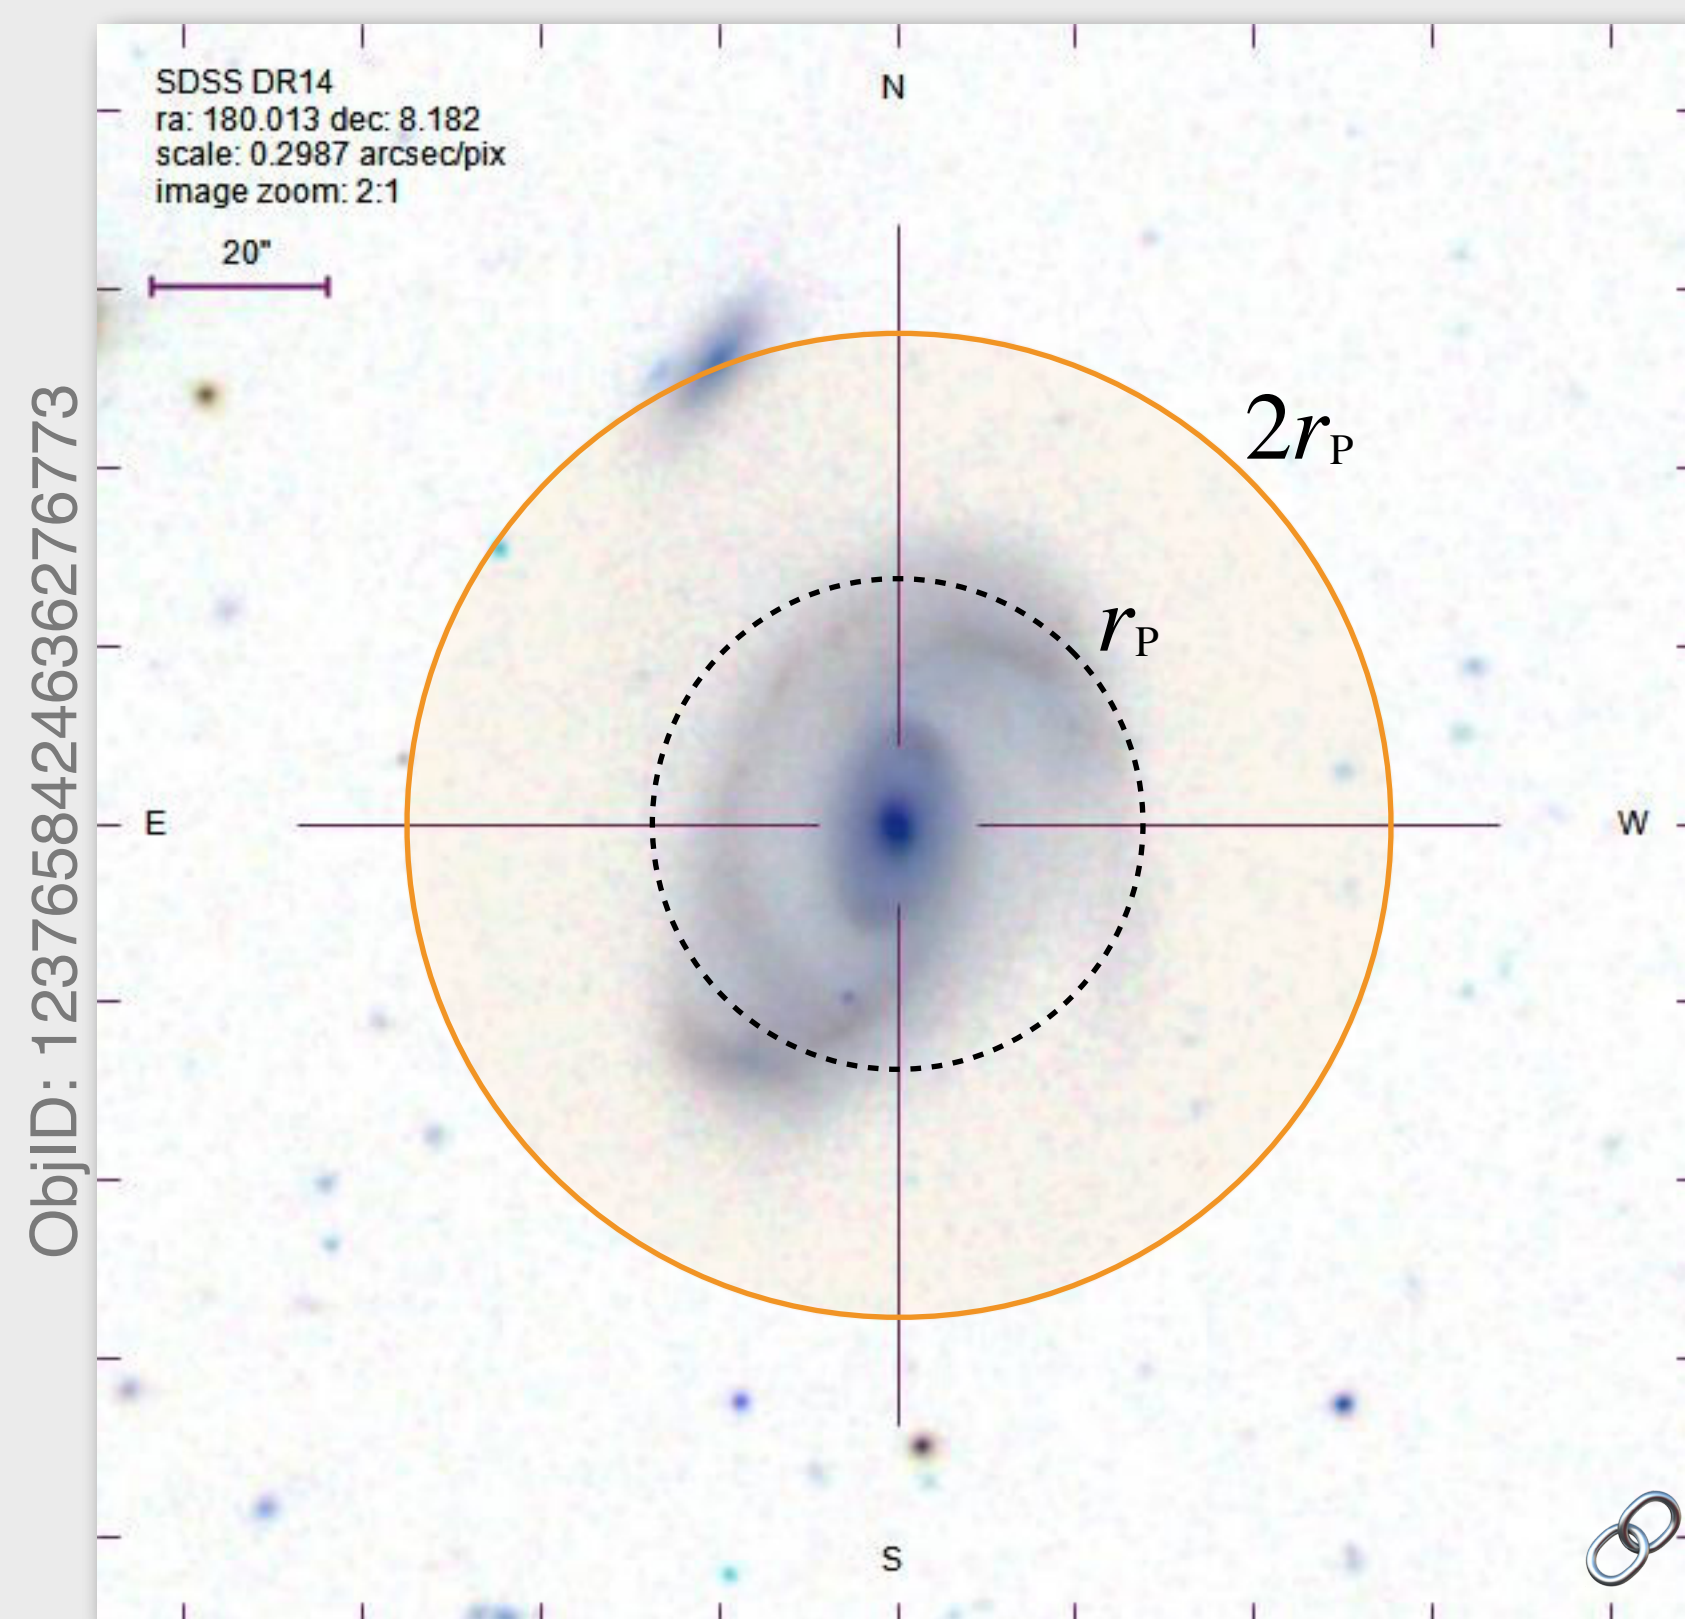 SDSS DR14
ra: 180.013 dec: 8.182
scale: 0.2987 arcsec/pix
image zoom: 2:1
20"
N
2rP
rP
E
W
S
ObjID: 1237658424636276773